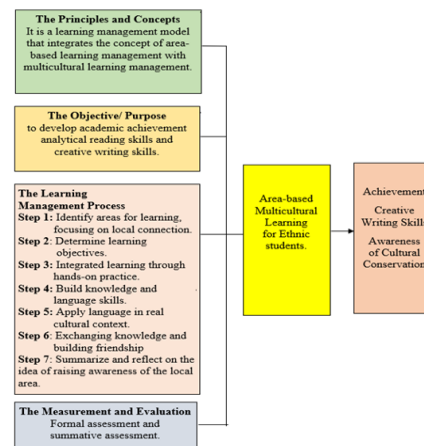 The Principles and Concepts
It is a learning management model
that integrates the concept of area-
based learning management with
multicultural learning management.
The Objective/ Purpose
to develop academic achievement
analytical reading skills and
creative writing skills.
The Learning
Management Process
Step 1: Identify areas for learning,
focusing on local connection.
Step 2: Determine learning
objectives.
Step 3: Integrated learning through
hands-on practice.
Step 4: Build knowledge and
language skills.
Step 5: Apply language in real
cultural context.
Step 6: Exchanging knowledge and
building friendship
Step 7: Summarize and reflect on the
idea of raising awareness of the local
area.
The Measurement and Evaluation
Formal assessment and
summative assessment.
Area-based
Multicultural
Learning
for Ethnic
students.
Achievement
Creative
Writing Skill
Awareness
of Cultural
Conservation